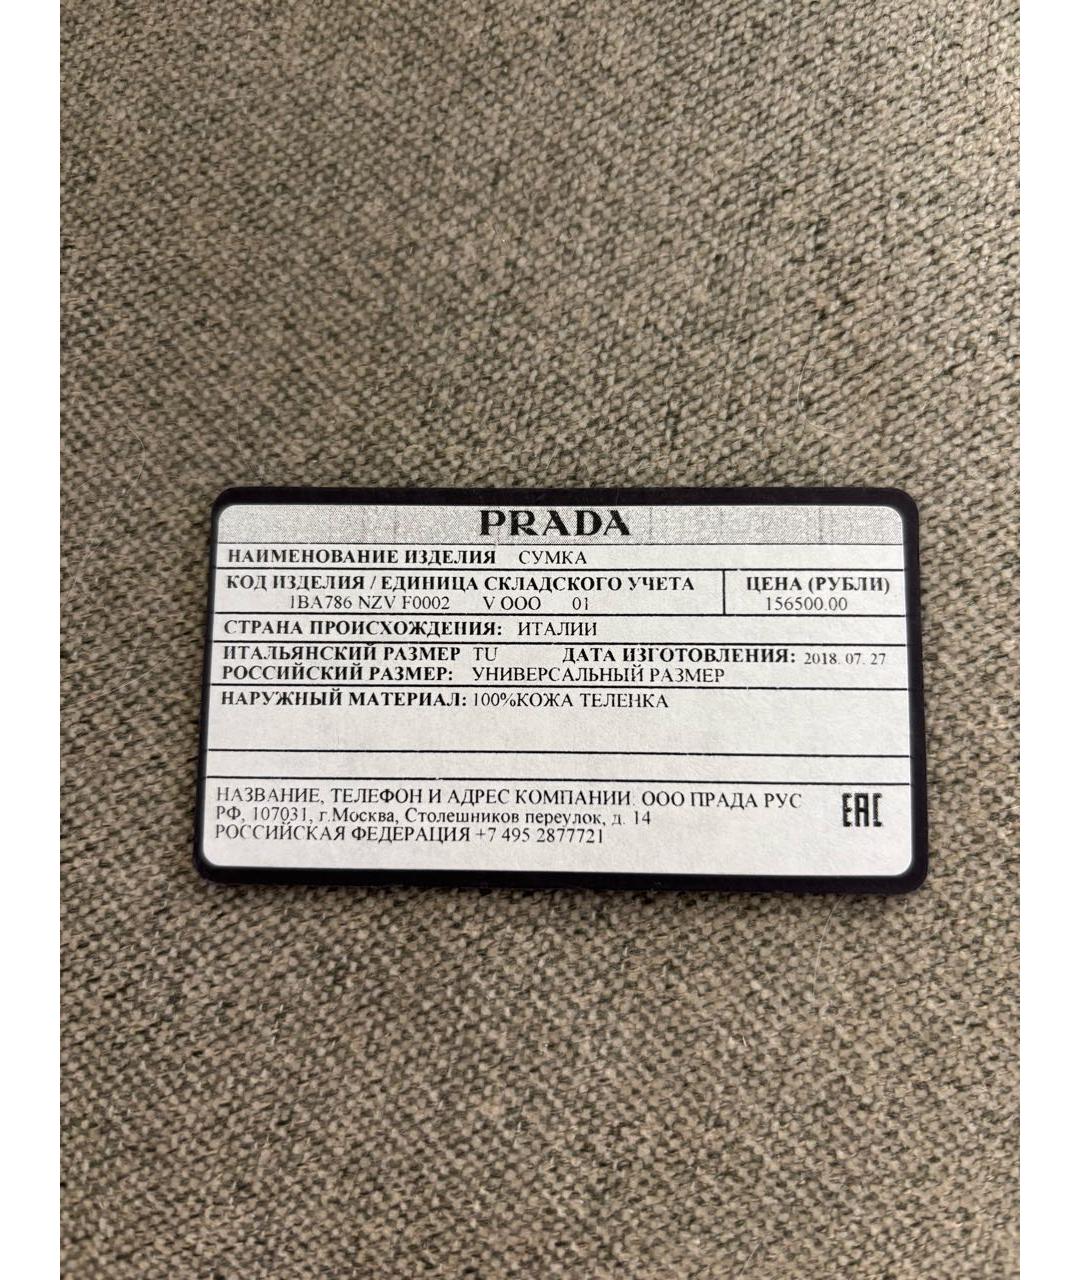 PRADA
НАИМЕНОВАНИЕ ИЗДЕЛИЯ СУМКА
КОД ИЗДЕЛИЯ / ЕДИНИЦА СКЛАДСКОГО УЧЕТА ЦЕНА (РУБЛИ)
1BA786 NZV F0002 V OOO 01 156500.00
СТРАНА ПРОИСХОЖДЕНИЯ: ИТАЛИИ
ИТАЛЬЯНСКИЙ РАЗМЕР TU ДАТА ИЗГОТОВЛЕНИЯ: 2018. 07. 27
РОССИЙСКИЙ РАЗМЕР: УНИВЕРСАЛЬНЫЙ РАЗМЕР
НАРУЖНЫЙ МАТЕРИАЛ: 100%КОЖА ТЕЛЕНКА
НАЗВАНИЕ, ТЕЛЕФОН И АДРЕС КОМПАНИИ. ООО ПРАДА РУС
РФ, 107031, г.Москва, Столешников переулок, д. 14
РОССИЙСКАЯ ФЕДЕРАЦИЯ +7 495 2877721
EAC